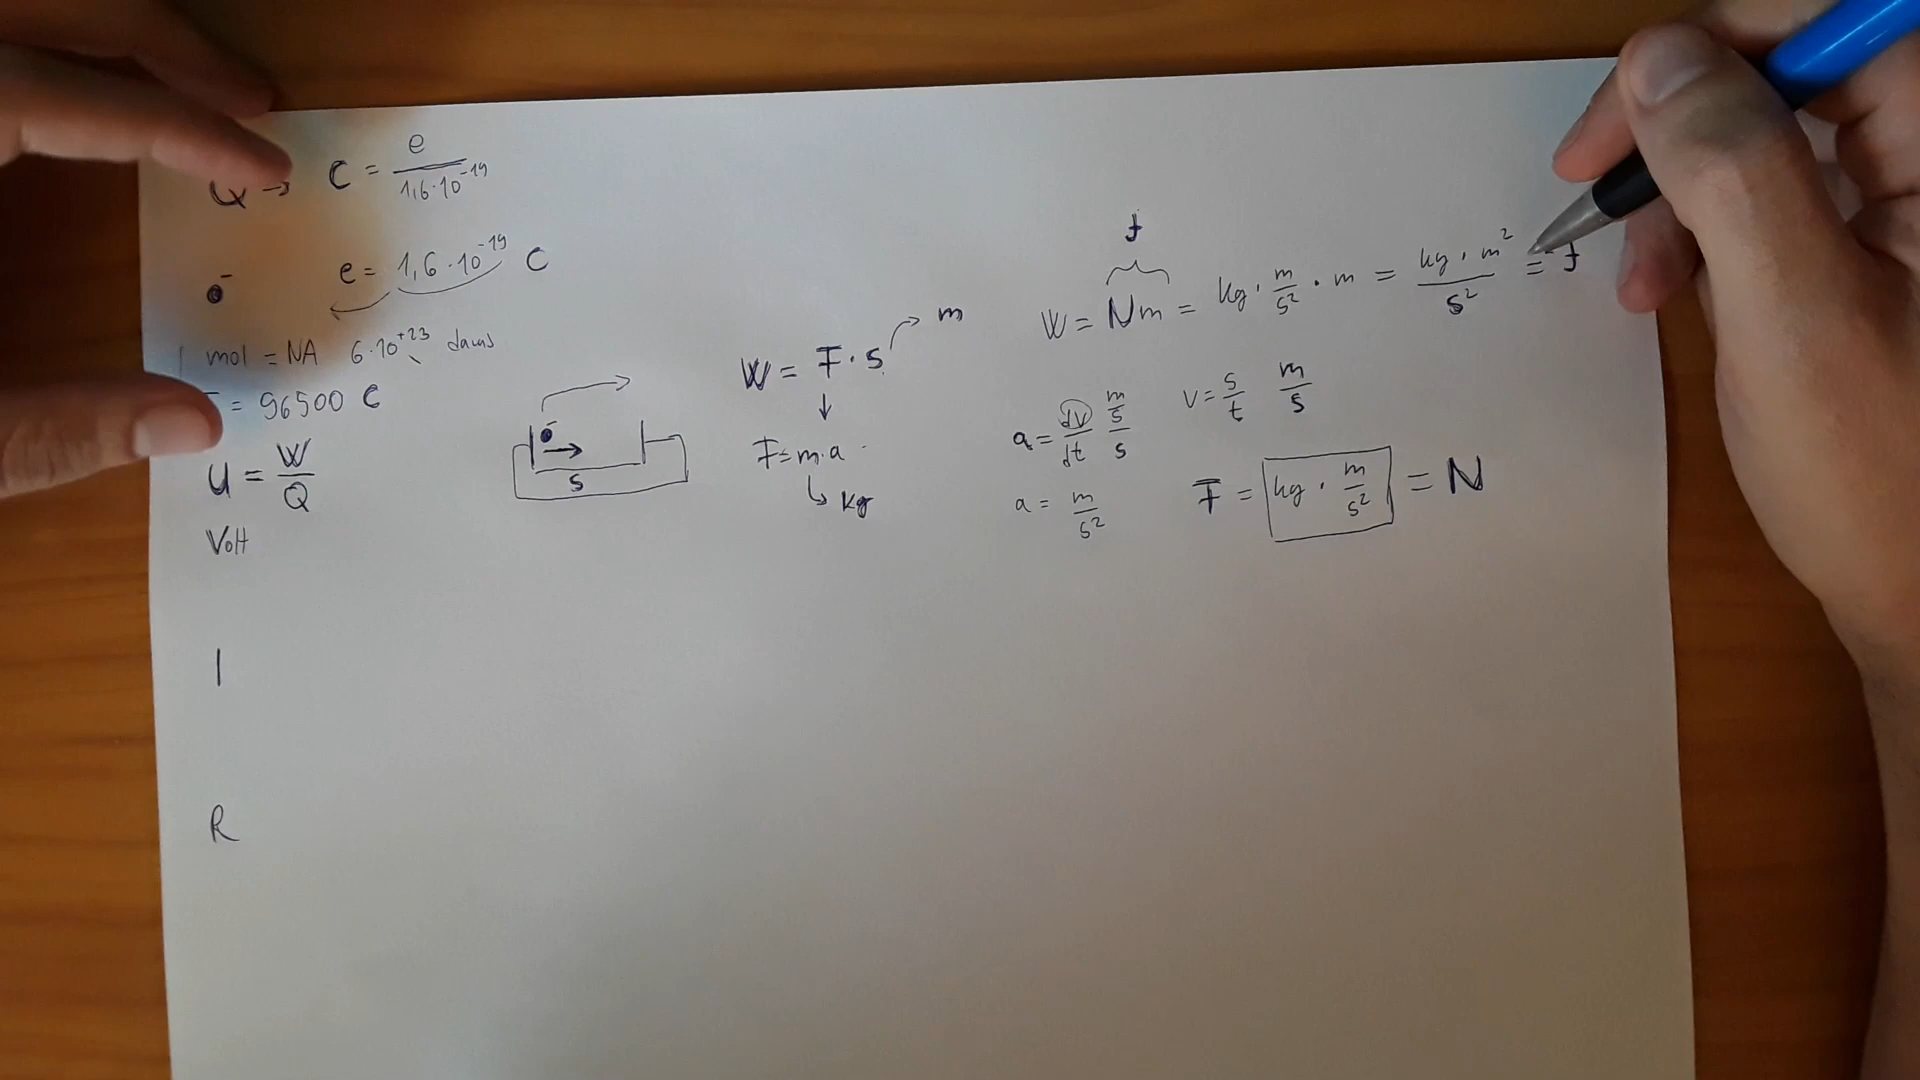 Q → C = e / 1,6·10^-19
e^-
e = 1,6·10^-19 C
1 mol = NA 6·10^+23
= 96500 C
U = W / Q
Volt
I
R
e^-
s
W = F·s → m
↓
F = m·a
↳ kg
J
W = Nm = kg · m/s² · m = kg · m² / s² = J
a = dv/dt m/s / s
v = s/t m/s
a = m/s²
F = kg · m/s² = N